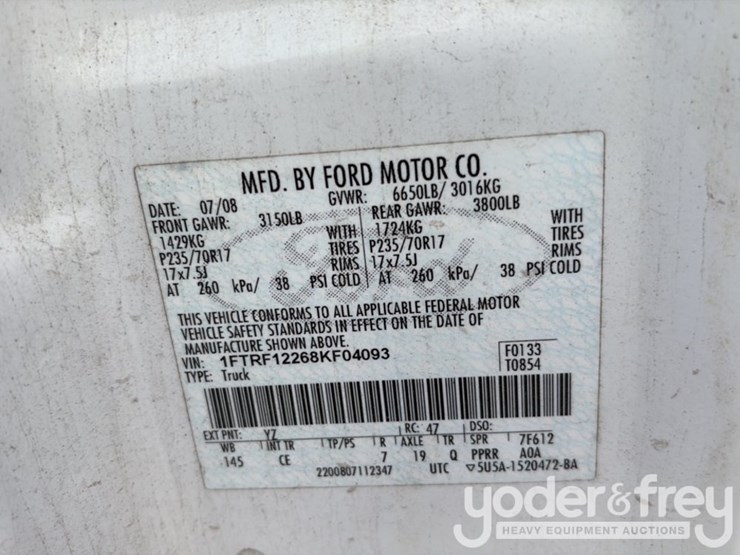 MFD. BY FORD MOTOR CO.
DATE: 07/08 GVWR: 6650LB/ 3016KG
FRONT GAWR: 3150LB REAR GAWR: 3800LB
1429KG WITH 1724KG WITH
P235/70R17 TIRES P235/70R17 TIRES
17x7.5J RIMS 17x7.5J RIMS
AT 260 kPa/ 38 PSI COLD AT 260 kPa/ 38 PSI COLD
Ford
THIS VEHICLE CONFORMS TO ALL APPLICABLE FEDERAL MOTOR
VEHICLE SAFETY STANDARDS IN EFFECT ON THE DATE OF
MANUFACTURE SHOWN ABOVE.
VIN: 1FTRF12268KF04093 F0133
TYPE: Truck T0854
EXT PNT: YZ RC: 47 DSO:
WB INT TR TP/PS R AXLE TR SPR 7F612
145 CE 7 19 Q PPRR A0A
2200807112347 UTC ▽5U5A-1520472-BA
yoder&frey
HEAVY EQUIPMENT AUCTIONS